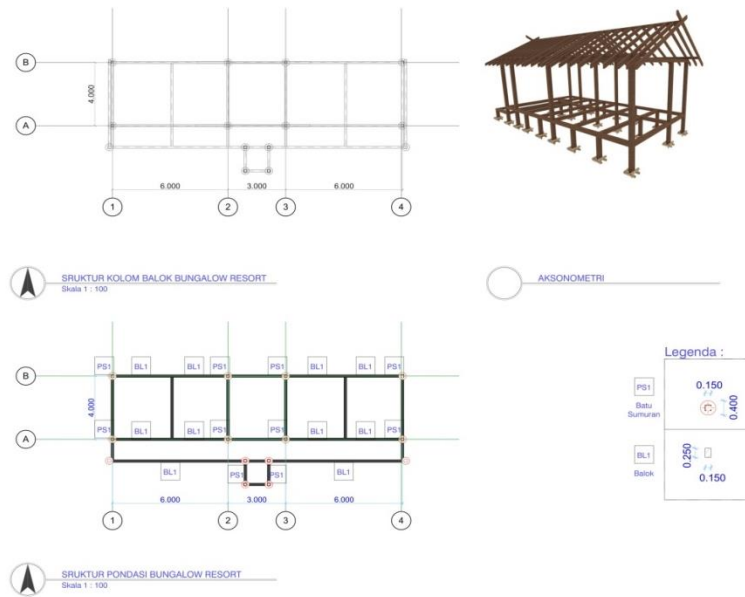 B
4.000
A
6.000
3.000
6.000
1
2
3
4
SRUKTUR KOLOM BALOK BUNGALOW RESORT
Skala 1 : 100
AKSONOMETRI
PS1
BL1
BL1
PS1
PS1
BL1
BL1
PS1
B
4.000
PS1
BL1
BL1
PS1
PS1
BL1
BL1
PS1
A
BL1
PS1
PS1
BL1
6.000
3.000
6.000
1
2
3
4
SRUKTUR PONDASI BUNGALOW RESORT
Skala 1 : 100
Legenda :
PS1
Batu
Sumuran
0.150
0.400
BL1
Balok
0.250
0.150